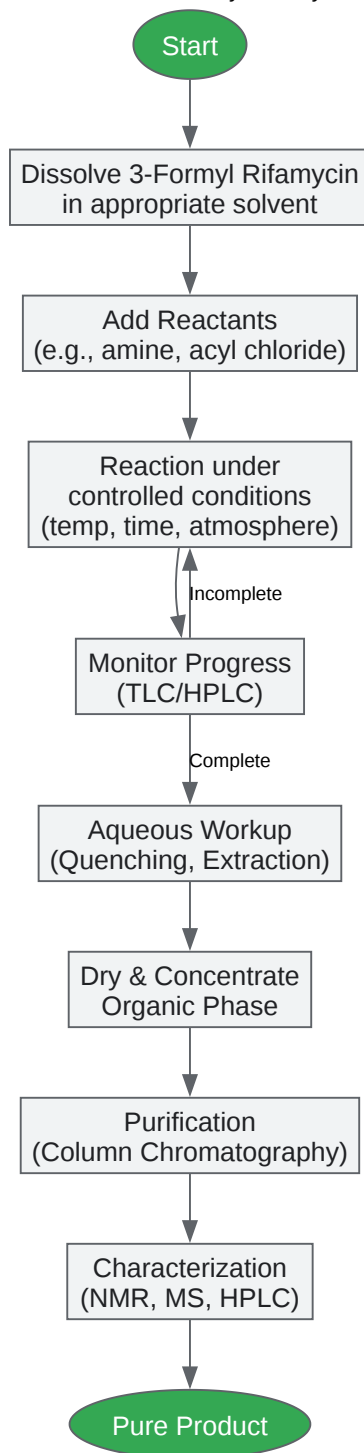 Start
Dissolve 3-Formyl Rifamycin
in appropriate solvent
Add Reactants
(e.g., amine, acyl chloride)
Reaction under
controlled conditions
(temp, time, atmosphere)
Incomplete
Monitor Progress
(TLC/HPLC)
Complete
Aqueous Workup
(Quenching, Extraction)
Dry & Concentrate
Organic Phase
Purification
(Column Chromatography)
Characterization
(NMR, MS, HPLC)
Pure Product